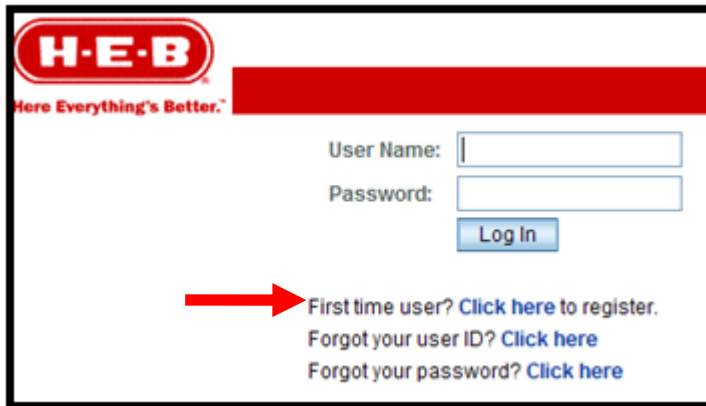 H-E-B
Here Everything's Better.
User Name:
Password:
Log In
First time user? Click here to register.
Forgot your user ID? Click here
Forgot your password? Click here